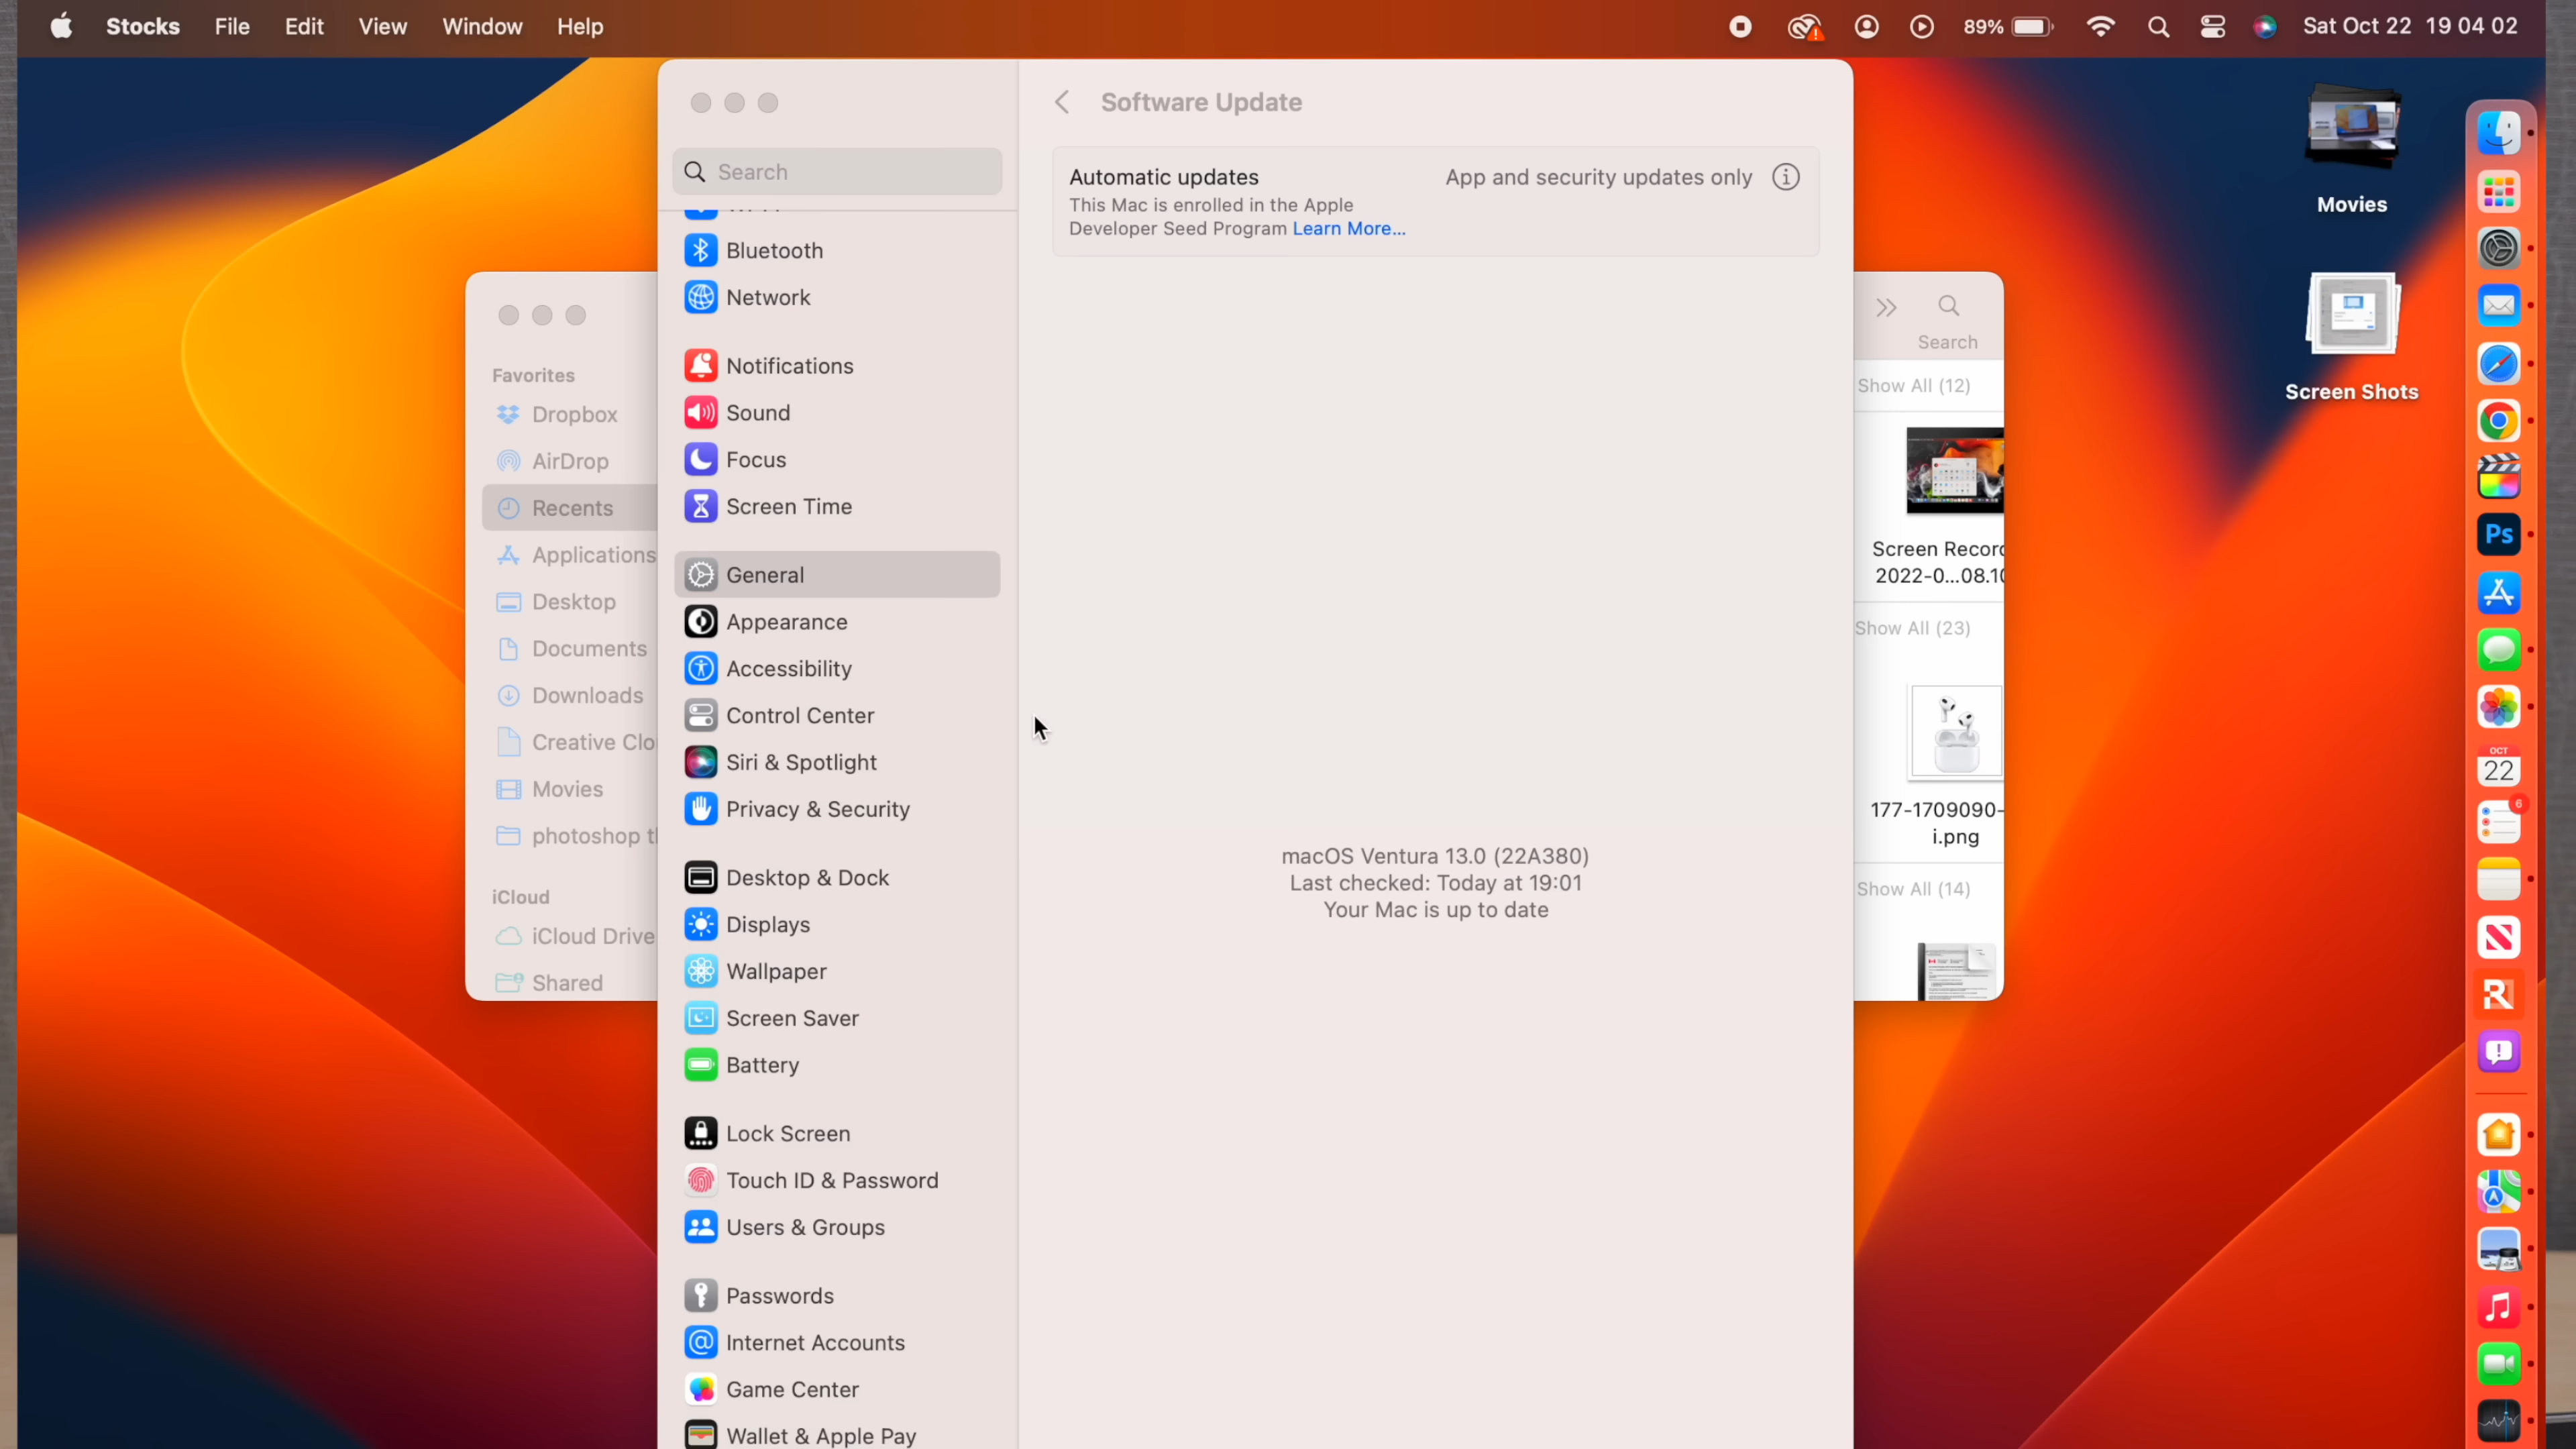 Stocks File Edit View Window Help
89% Sat Oct 22 19 04 02
Software Update
Search
Bluetooth
Network
Notifications
Sound
Focus
Screen Time
General
Appearance
Accessibility
Control Center
Siri & Spotlight
Privacy & Security
Desktop & Dock
Displays
Wallpaper
Screen Saver
Battery
Lock Screen
Touch ID & Password
Users & Groups
Passwords
Internet Accounts
Game Center
Wallet & Apple Pay
Automatic updates
App and security updates only
This Mac is enrolled in the Apple
Developer Seed Program Learn More...
macOS Ventura 13.0 (22A380)
Last checked: Today at 19:01
Your Mac is up to date
Favorites
Dropbox
AirDrop
Recents
Applications
Desktop
Documents
Downloads
Creative Clo
Movies
photoshop t
iCloud
iCloud Drive
Shared
Search
Show All (12)
Screen Record
2022-0...08.10
Show All (23)
177-1709090-
i.png
Show All (14)
Movies
Screen Shots
Ps
OCT
22
6